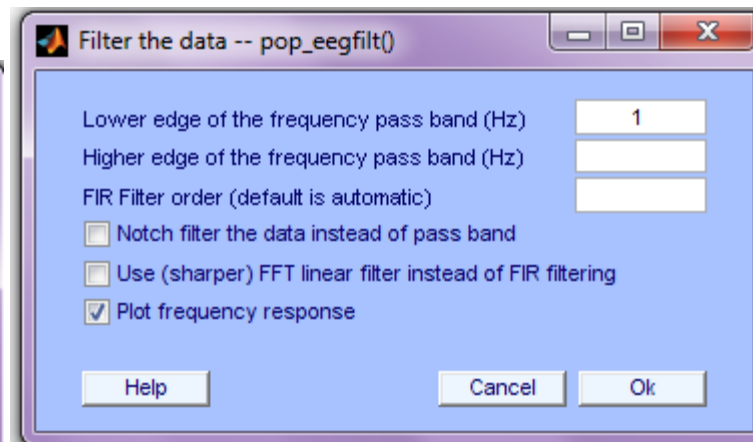 Filter the data -- pop_eegfilt()
Lower edge of the frequency pass band (Hz) 1
Higher edge of the frequency pass band (Hz)
FIR Filter order (default is automatic)
Notch filter the data instead of pass band
Use (sharper) FFT linear filter instead of FIR filtering
Plot frequency response
Help Cancel Ok